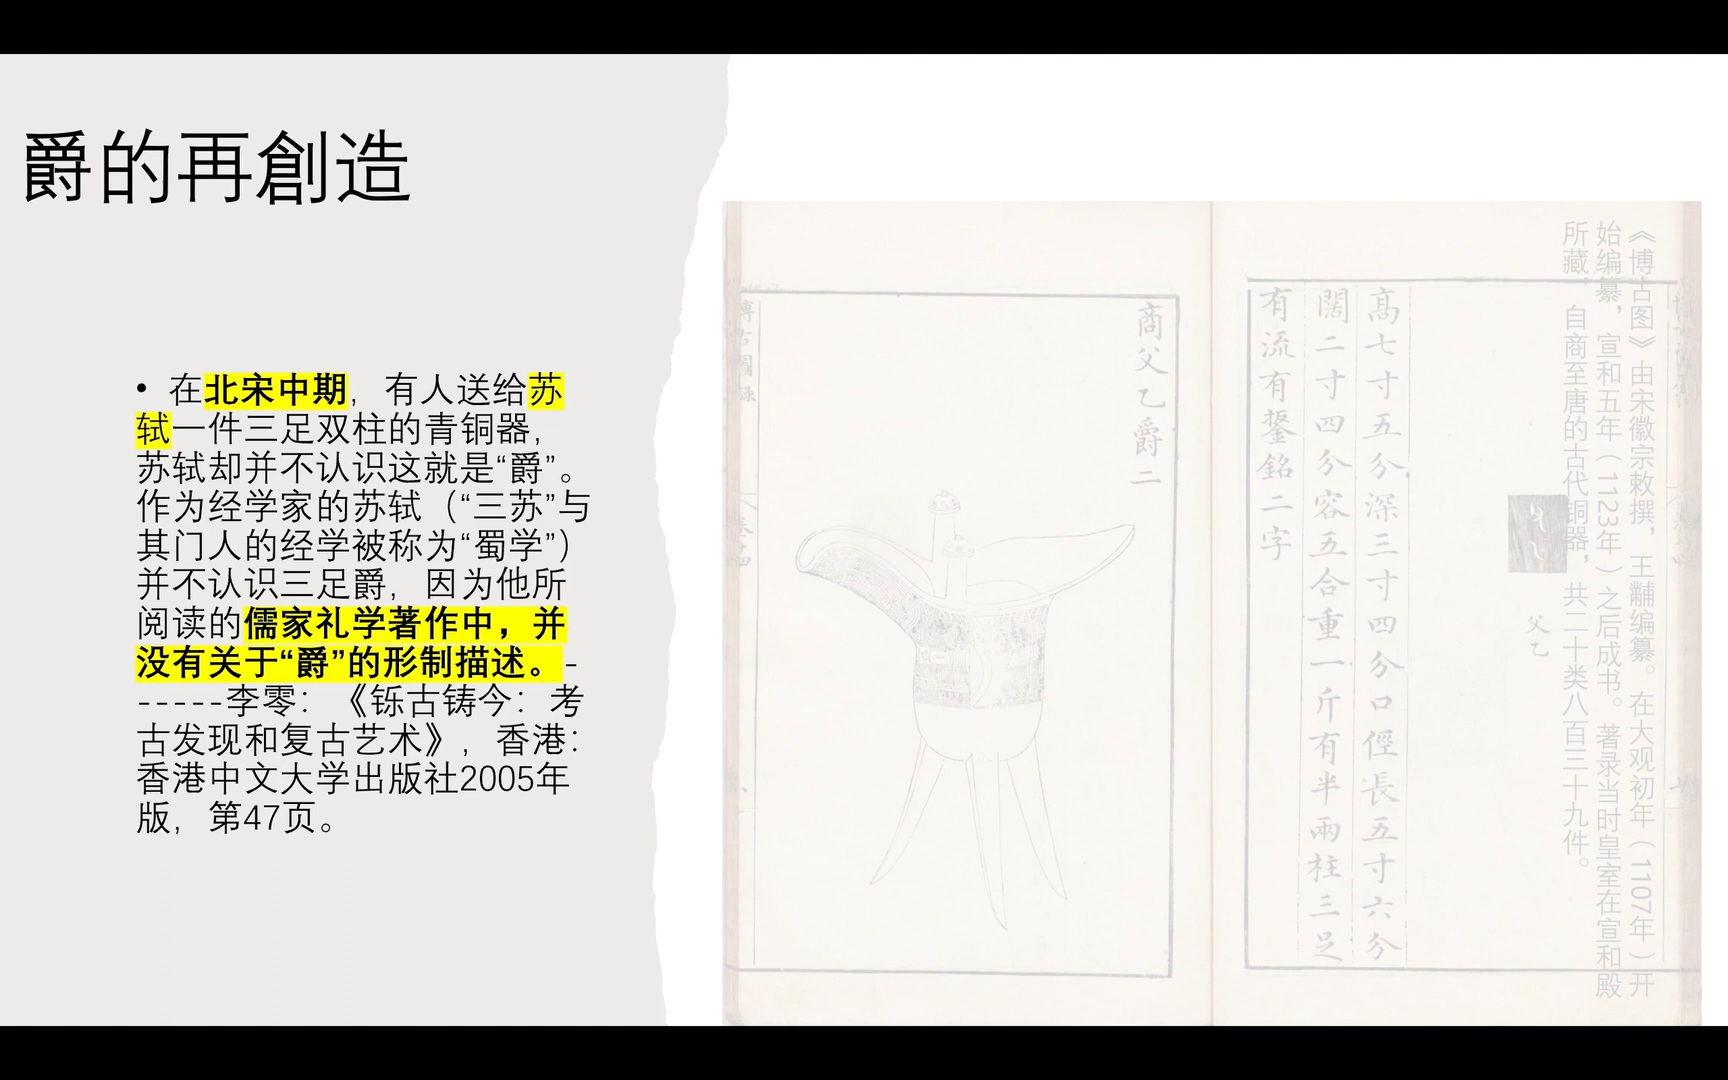 爵的再創造
• 在北宋中期，有人送给苏
轼一件三足双柱的青铜器，
苏轼却并不认识这就是“爵”。
作为经学家的苏轼（“三苏”与
其门人的经学被称为“蜀学”）
并不认识三足爵，因为他所
阅读的儒家礼学著作中，并
没有关于“爵”的形制描述。-
-----李零：《铄古铸今：考
古发现和复古艺术》，香港：
香港中文大学出版社2005年
版，第47页。
《博古图》由宋徽宗敕撰，王黼编纂。在大观初年（1107年）开
始编纂，宣和五年（1123年）之后成书。著录当时皇室在宣和殿
所藏，自商至唐的古代铜器，共二十类八百三十九件。
父乙
高七寸五分深三寸四分口徑長五寸六分
闊二寸四分容五合重一斤有半兩柱三足
有流有鋬銘二字
商父乙爵二